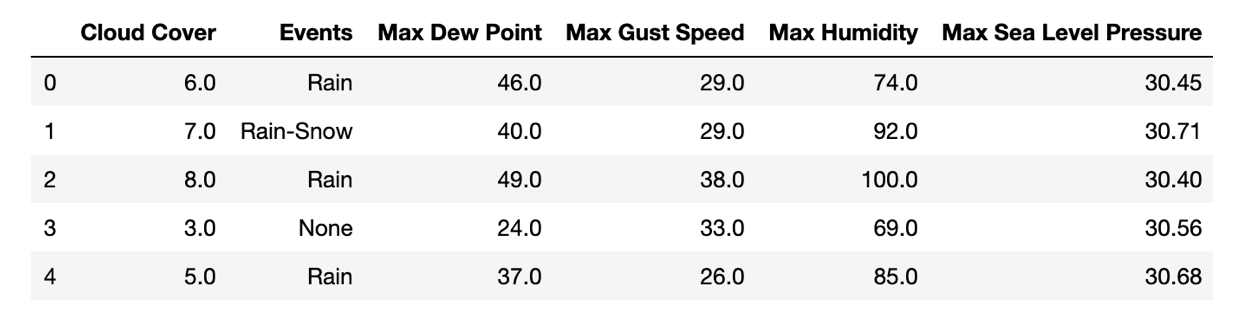 Cloud Cover Events Max Dew Point Max Gust Speed Max Humidity Max Sea Level Pressure
0 6.0 Rain 46.0 29.0 74.0 30.45
1 7.0 Rain-Snow 40.0 29.0 92.0 30.71
2 8.0 Rain 49.0 38.0 100.0 30.40
3 3.0 None 24.0 33.0 69.0 30.56
4 5.0 Rain 37.0 26.0 85.0 30.68